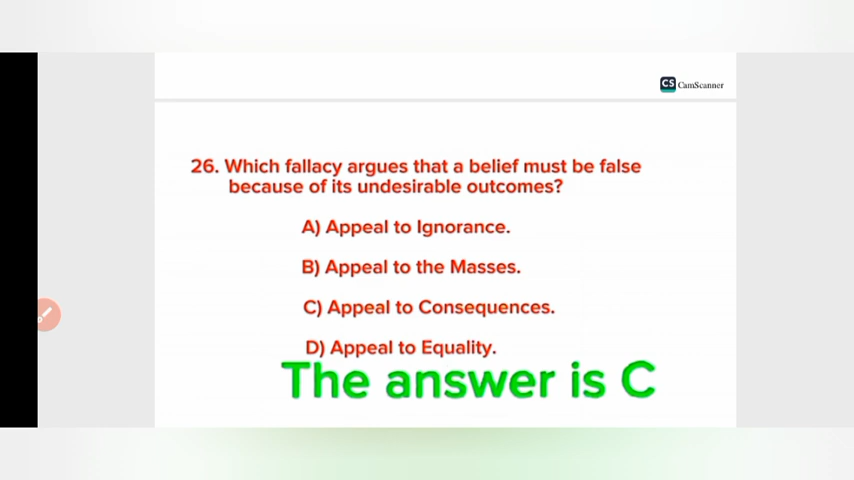 CS CamScanner
26. Which fallacy argues that a belief must be false
because of its undesirable outcomes?
A) Appeal to Ignorance.
B) Appeal to the Masses.
C) Appeal to Consequences.
D) Appeal to Equality.
The answer is C